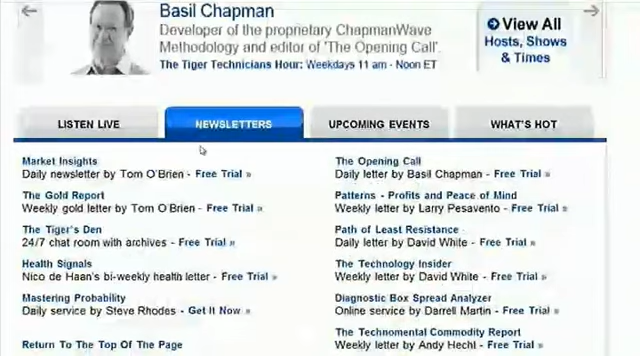 Basil Chapman
Developer of the proprietary ChapmanWave
Methodology and editor of 'The Opening Call'.
The Tiger Technicians Hour: Weekdays 11 am - Noon ET
View All
Hosts, Shows
& Times
LISTEN LIVE
NEWSLETTERS
UPCOMING EVENTS
WHAT'S HOT
Market Insights
Daily newsletter by Tom O'Brien - Free Trial »
The Gold Report
Weekly gold letter by Tom O'Brien - Free Trial »
The Tiger's Den
24/7 chat room with archives - Free Trial »
Health Signals
Nico de Haan's bi-weekly health letter - Free Trial »
Mastering Probability
Daily service by Steve Rhodes - Get It Now »
Return To The Top Of The Page
The Opening Call
Daily letter by Basil Chapman - Free Trial »
Patterns - Profits and Peace of Mind
Weekly letter by Larry Pesavento - Free Trial »
Path of Least Resistance
Daily letter by David White - Free Trial »
The Technology Insider
Weekly letter by David White - Free Trial »
Diagnostic Box Spread Analyzer
Online service by Darrell Martin - Free Trial »
The Technomental Commodity Report
Weekly letter by Andy Hecht - Free Trial »